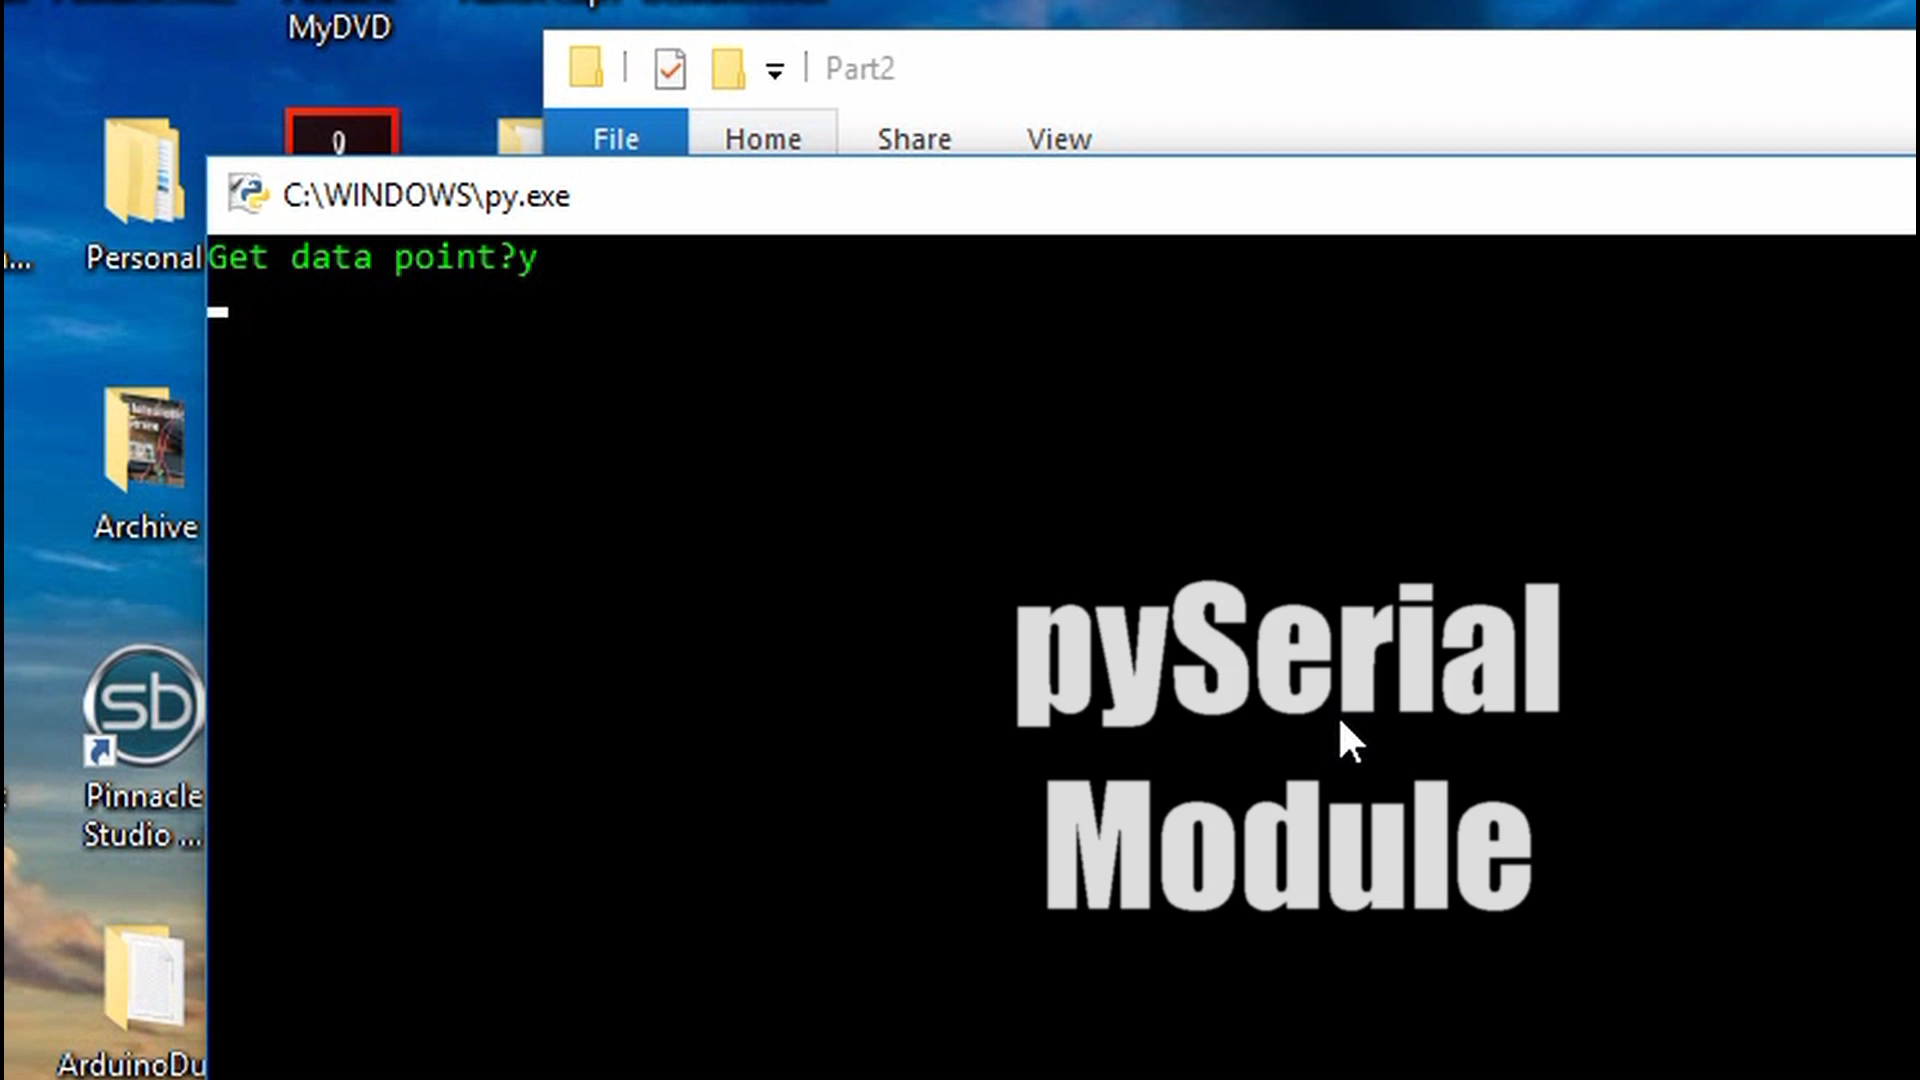 MyDVD
Part2
File Home Share View
C:\WINDOWS\py.exe
Get data point?y
Personal
Archive
sb
Pinnacle
Studio ...
ArduinoDu
pySerial
Module